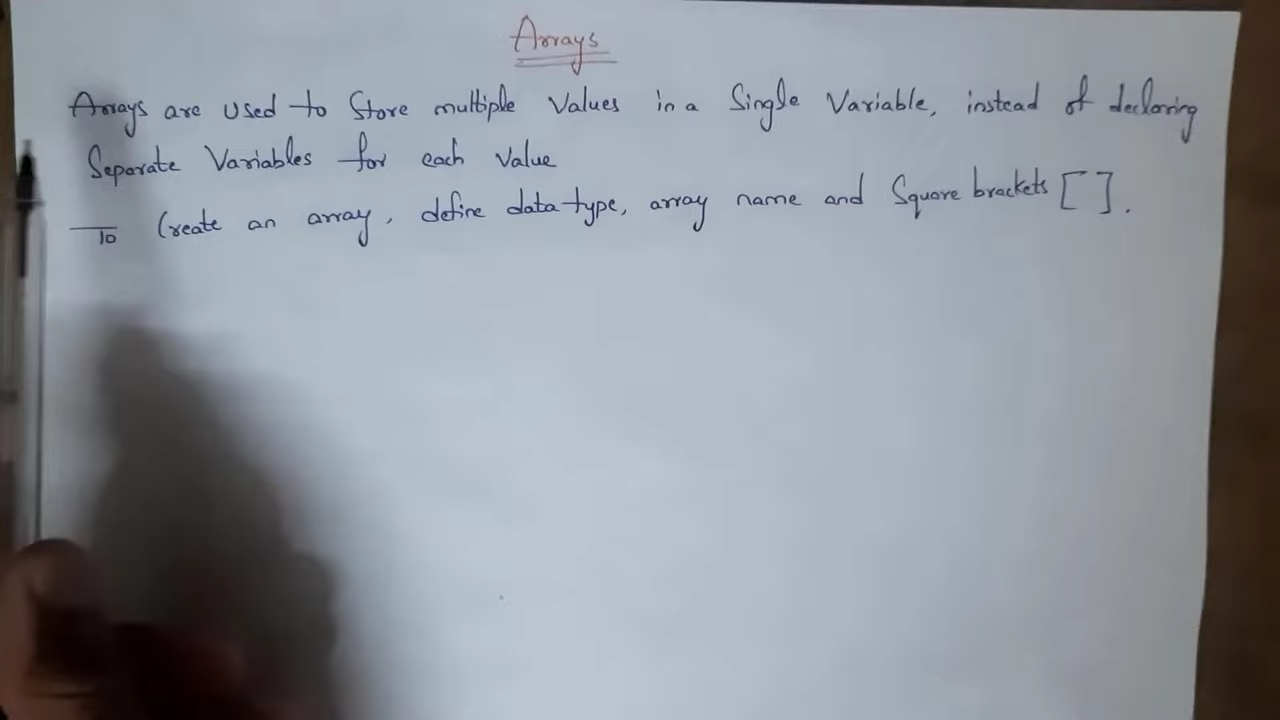 Arrays
Arrays are used to Store multiple Values in a Single Variable, instead of declaring
Separate Variables for each Value
To Create an array, define data type, array name and Square brackets [ ].